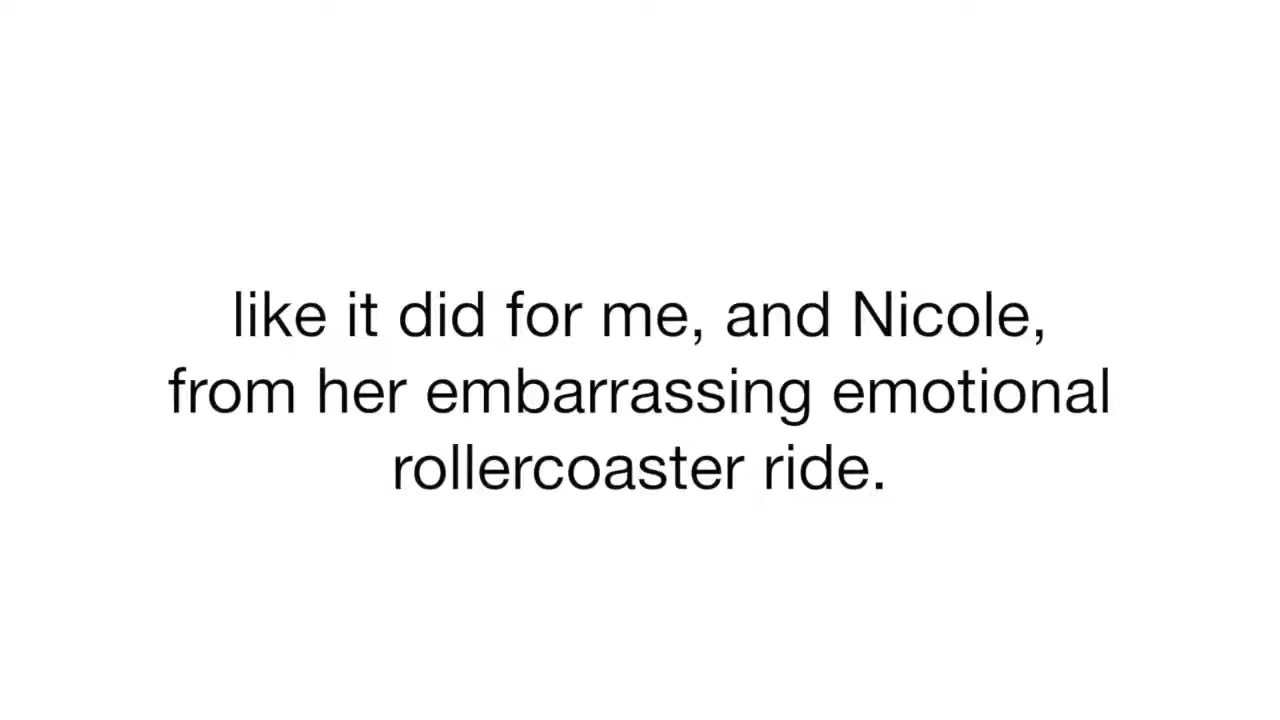 like it did for me, and Nicole,
from her embarrassing emotional
rollercoaster ride.